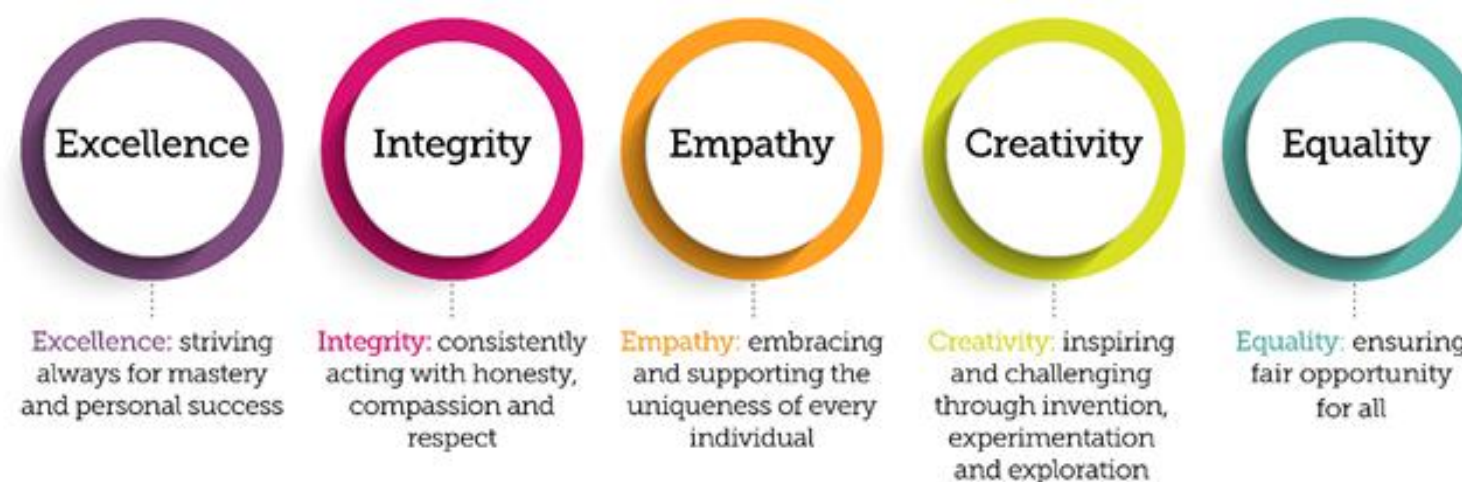 Excellence
Integrity
Empathy
Creativity
Equality
Excellence: striving
always for mastery
and personal success
Integrity: consistently
acting with honesty,
compassion and
respect
Empathy: embracing
and supporting the
uniqueness of every
individual
Creativity: inspiring
and challenging
through invention,
experimentation
and exploration
Equality: ensuring
fair opportunity
for all